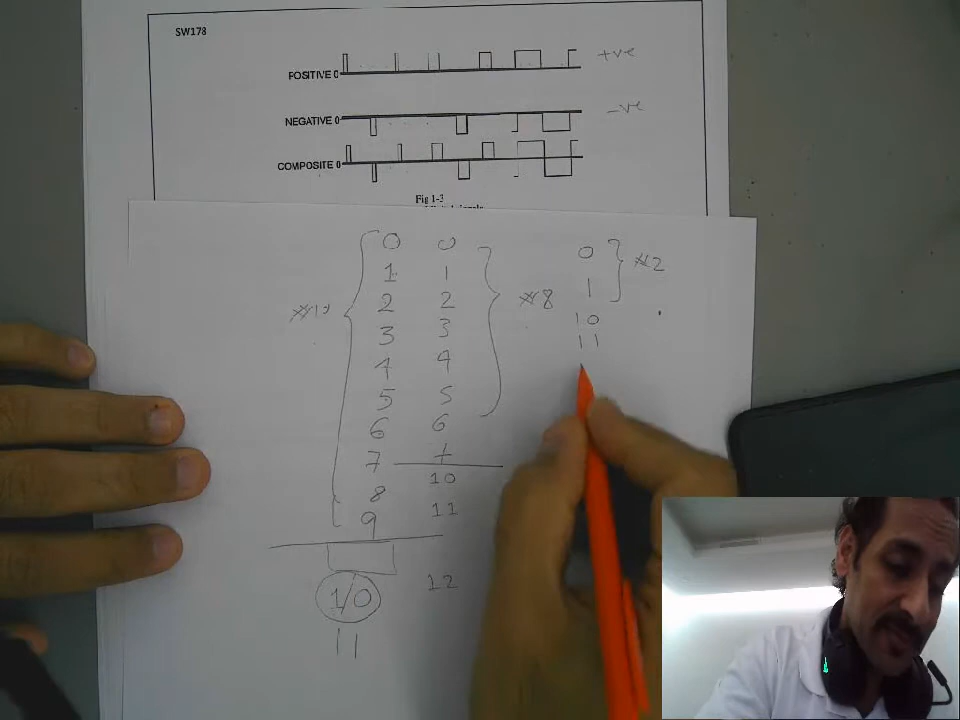 SW178
POSITIVE 0 +ve
NEGATIVE 0 -ve
COMPOSITE 0
Fig 1-3
0 0 0
1 1 1 #2
2 2 #8 10
3 3 11
4 4
5 5
6 6
7 7
8 10
9 11
1/0 12
11